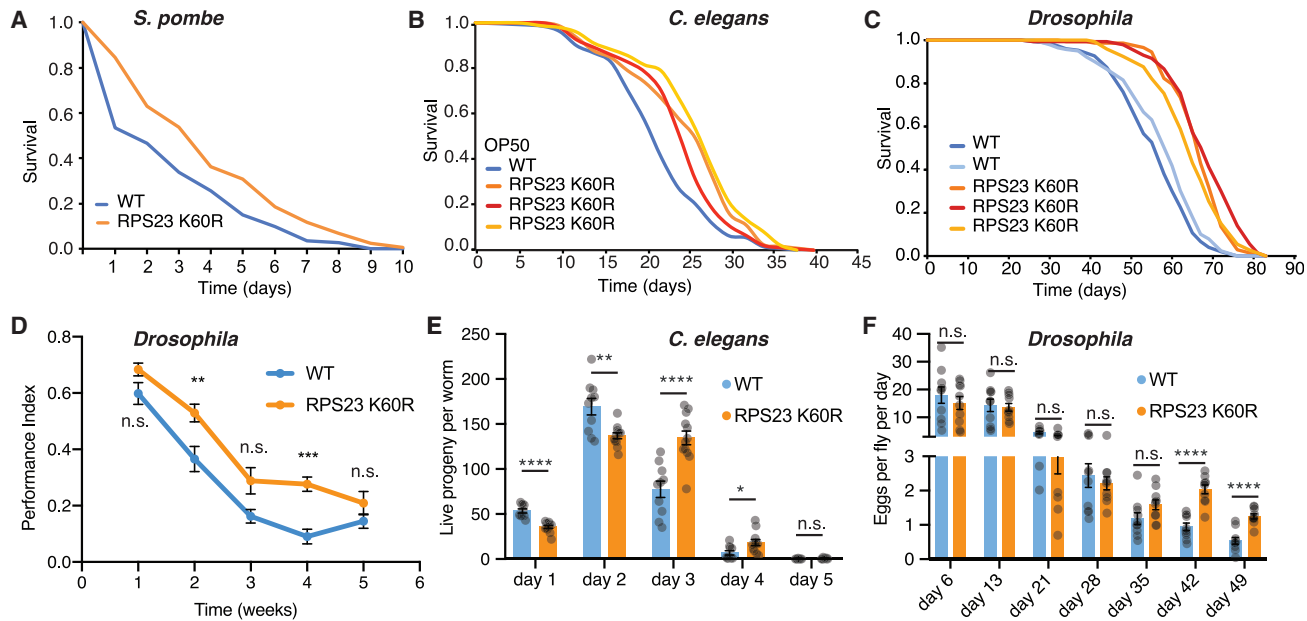 A
S. pombe
1.0
0.8
0.6
0.4
0.2
0.0
Survival
WT
RPS23 K60R
1 2 3 4 5 6 7 8 9 10
Time (days)
B
C. elegans
1.0
0.8
0.6
0.4
0.2
0.0
Survival
OP50
WT
RPS23 K60R
RPS23 K60R
RPS23 K60R
0 5 10 15 20 25 30 35 40 45
Time (days)
C
Drosophila
1.0
0.8
0.6
0.4
0.2
0.0
Survival
WT
WT
RPS23 K60R
RPS23 K60R
RPS23 K60R
0 10 20 30 40 50 60 70 80 90
Time (days)
D
Drosophila
0.8
0.6
0.4
0.2
0.0
Performance Index
WT
RPS23 K60R
n.s.
**
n.s.
***
n.s.
0 1 2 3 4 5 6
Time (weeks)
E
C. elegans
250
200
150
100
50
0
Live progeny per worm
WT
RPS23 K60R
****
**
****
*
n.s.
day 1 day 2 day 3 day 4 day 5
F
Drosophila
40
30
20
10
3
2
1
0
Eggs per fly per day
WT
RPS23 K60R
n.s.
n.s.
n.s.
n.s.
n.s.
****
****
day 6
day 13
day 21
day 28
day 35
day 42
day 49